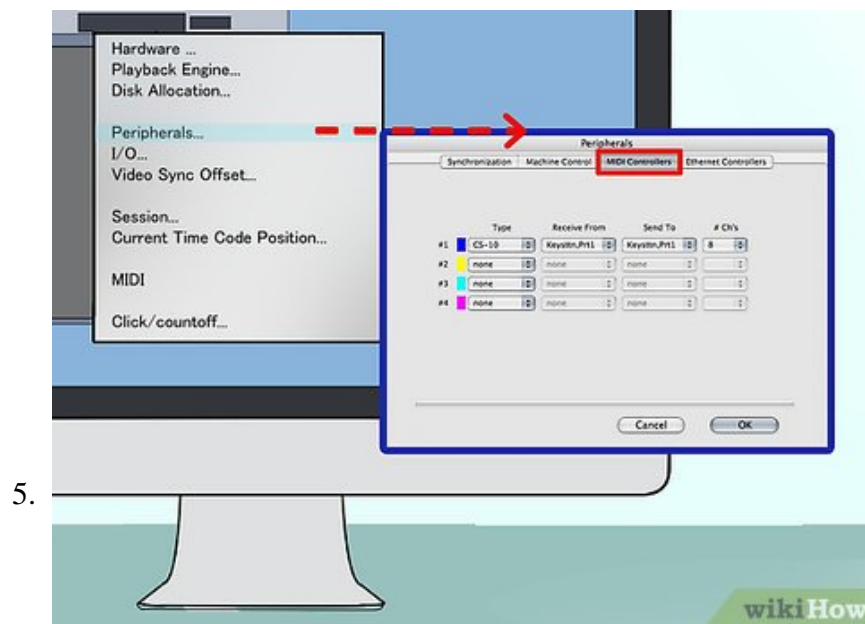 Hardware ...
Playback Engine...
Disk Allocation...
Peripherals...
I/O...
Video Sync Offset...
Session...
Current Time Code Position...
MIDI
Click/countoff...
Peripherals
Synchronization Machine Control MIDI Controllers Ethernet Controllers
Type Receive From Send To # Ch's
#1 CS-10 Keysttn,Prt1 Keysttn,Prt1 8
#2 none none none
#3 none none none
#4 none none none
Cancel OK
5.
wikiHow